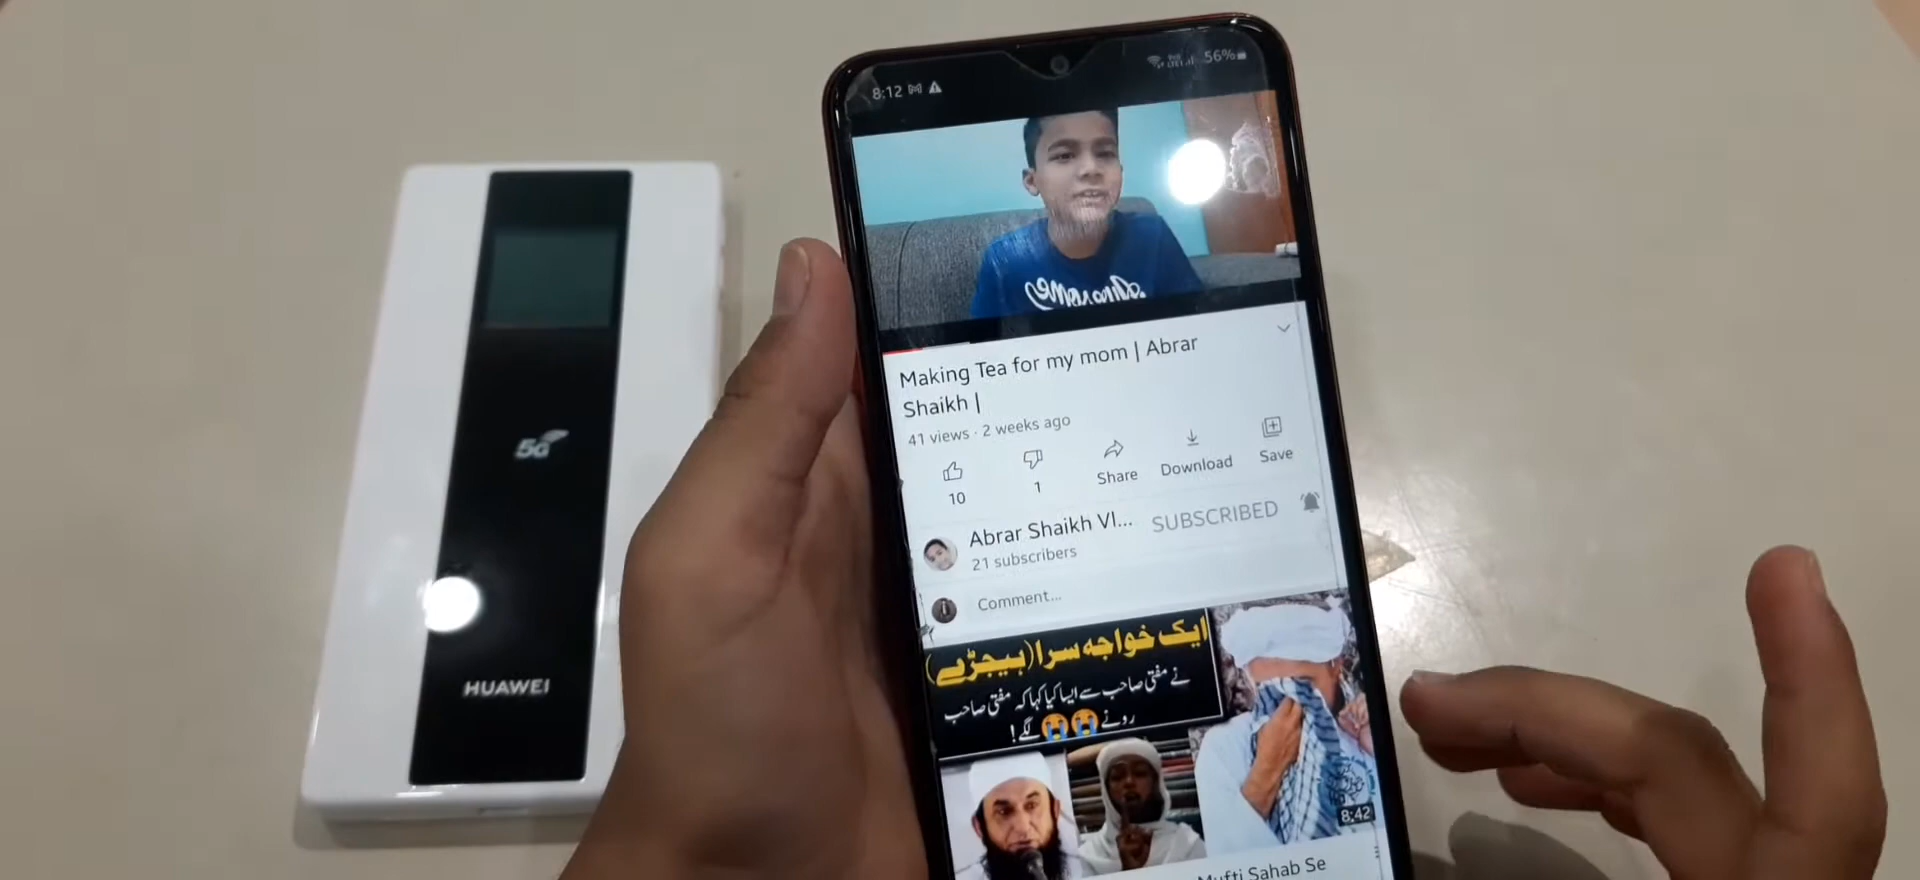 5G
HUAWEI
8:12
56%
Making Tea for my mom | Abrar
Shaikh |
41 views · 2 weeks ago
10
1
Share
Download
Save
Abrar Shaikh Vl...
SUBSCRIBED
21 subscribers
Comment...
ایک خواجہ سرا(ہیجڑے)
نے مفتی صاحب سے ایسا کیا کہا کہ مفتی صاحب
رونے 😭😭 لگے!
8:42
Mufti Sahab Se